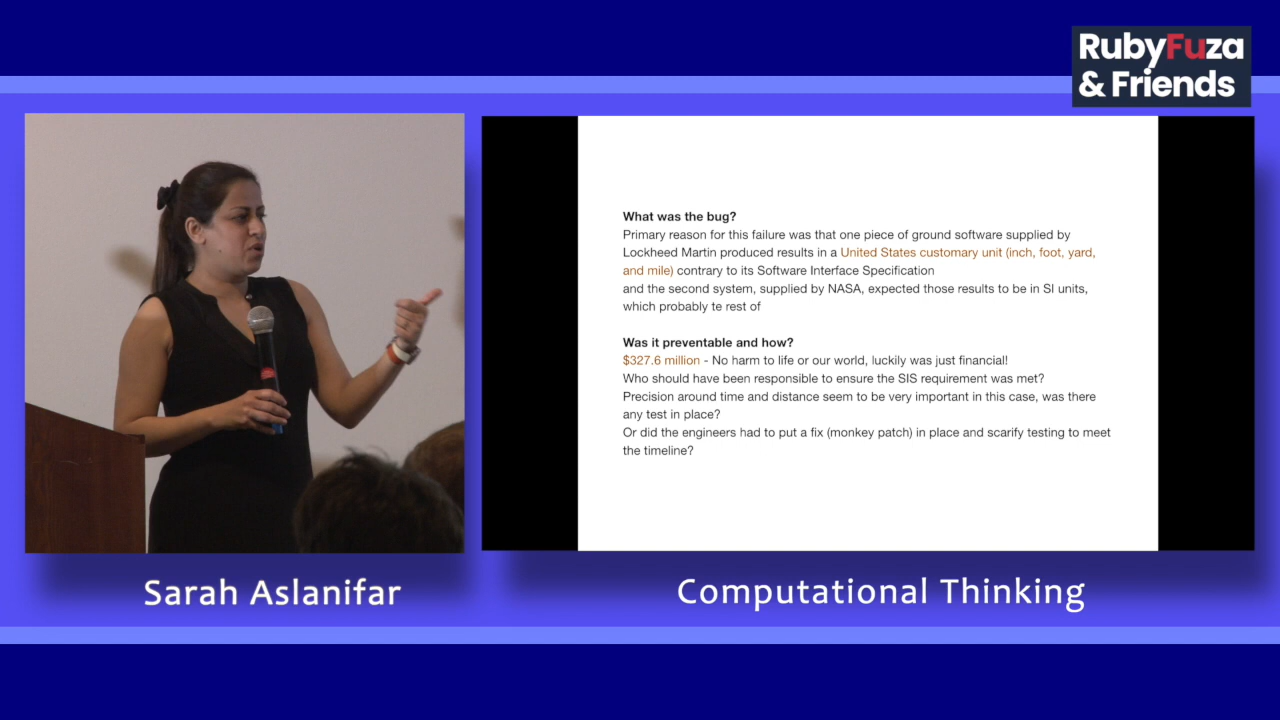 RubyFuza
& Friends
What was the bug?
Primary reason for this failure was that one piece of ground software supplied by
Lockheed Martin produced results in a United States customary unit (inch, foot, yard,
and mile) contrary to its Software Interface Specification
and the second system, supplied by NASA, expected those results to be in SI units,
which probably te rest of
Was it preventable and how?
$327.6 million - No harm to life or our world, luckily was just financial!
Who should have been responsible to ensure the SIS requirement was met?
Precision around time and distance seem to be very important in this case, was there
any test in place?
Or did the engineers had to put a fix (monkey patch) in place and scarify testing to meet
the timeline?
Sarah Aslanifar
Computational Thinking